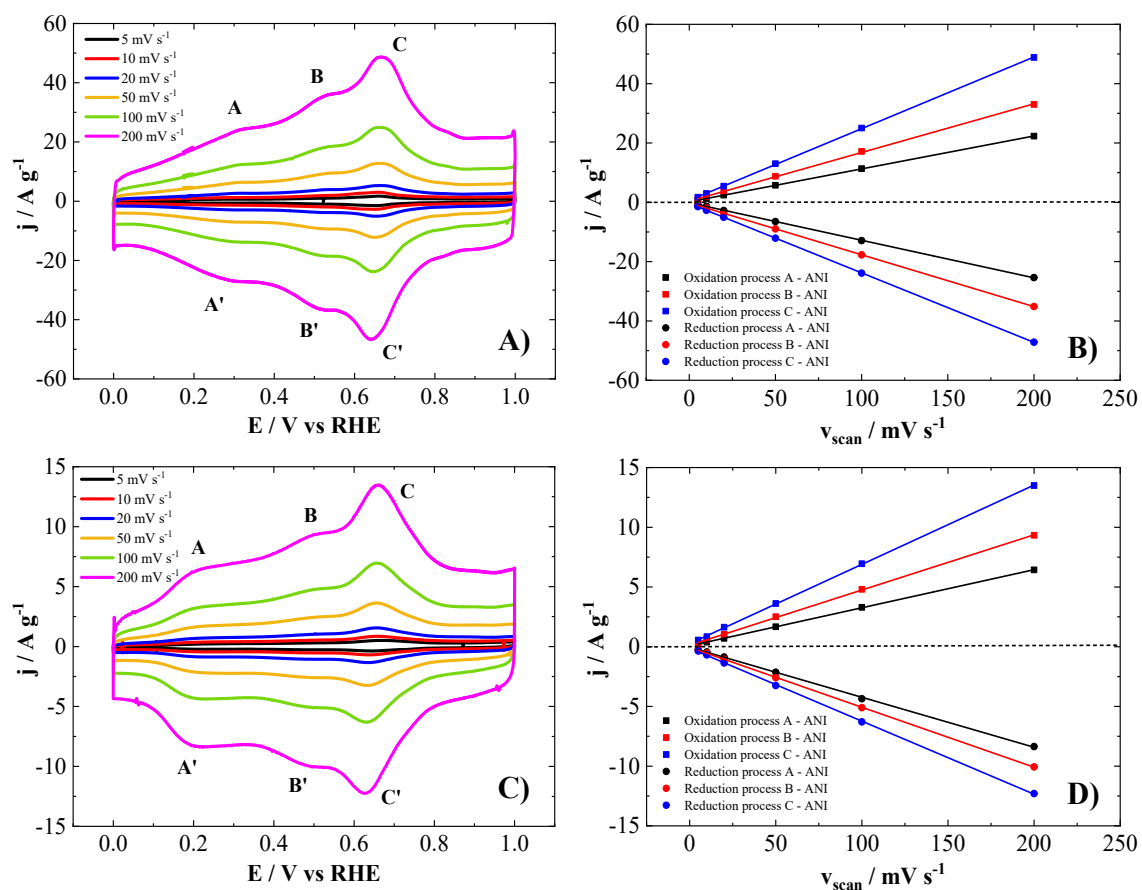 60
40
20
0
-20
-40
-60
5 mV s⁻¹
10 mV s⁻¹
20 mV s⁻¹
50 mV s⁻¹
100 mV s⁻¹
200 mV s⁻¹
A
B
C
A'
B'
C'
A)
0.0 0.2 0.4 0.6 0.8 1.0
E / V vs RHE
j / A g⁻¹
60
40
20
0
-20
-40
-60
Oxidation process A - ANI
Oxidation process B - ANI
Oxidation process C - ANI
Reduction process A - ANI
Reduction process B - ANI
Reduction process C - ANI
B)
0 50 100 150 200 250
vscan / mV s⁻¹
j / A g⁻¹
15
10
5
0
-5
-10
-15
5 mV s⁻¹
10 mV s⁻¹
20 mV s⁻¹
50 mV s⁻¹
100 mV s⁻¹
200 mV s⁻¹
A
B
C
A'
B'
C'
C)
0.0 0.2 0.4 0.6 0.8 1.0
E / V vs RHE
j / A g⁻¹
15
10
5
0
-5
-10
-15
Oxidation process A - ANI
Oxidation process B - ANI
Oxidation process C - ANI
Reduction process A - ANI
Reduction process B - ANI
Reduction process C - ANI
D)
0 50 100 150 200 250
vscan / mV s⁻¹
j / A g⁻¹